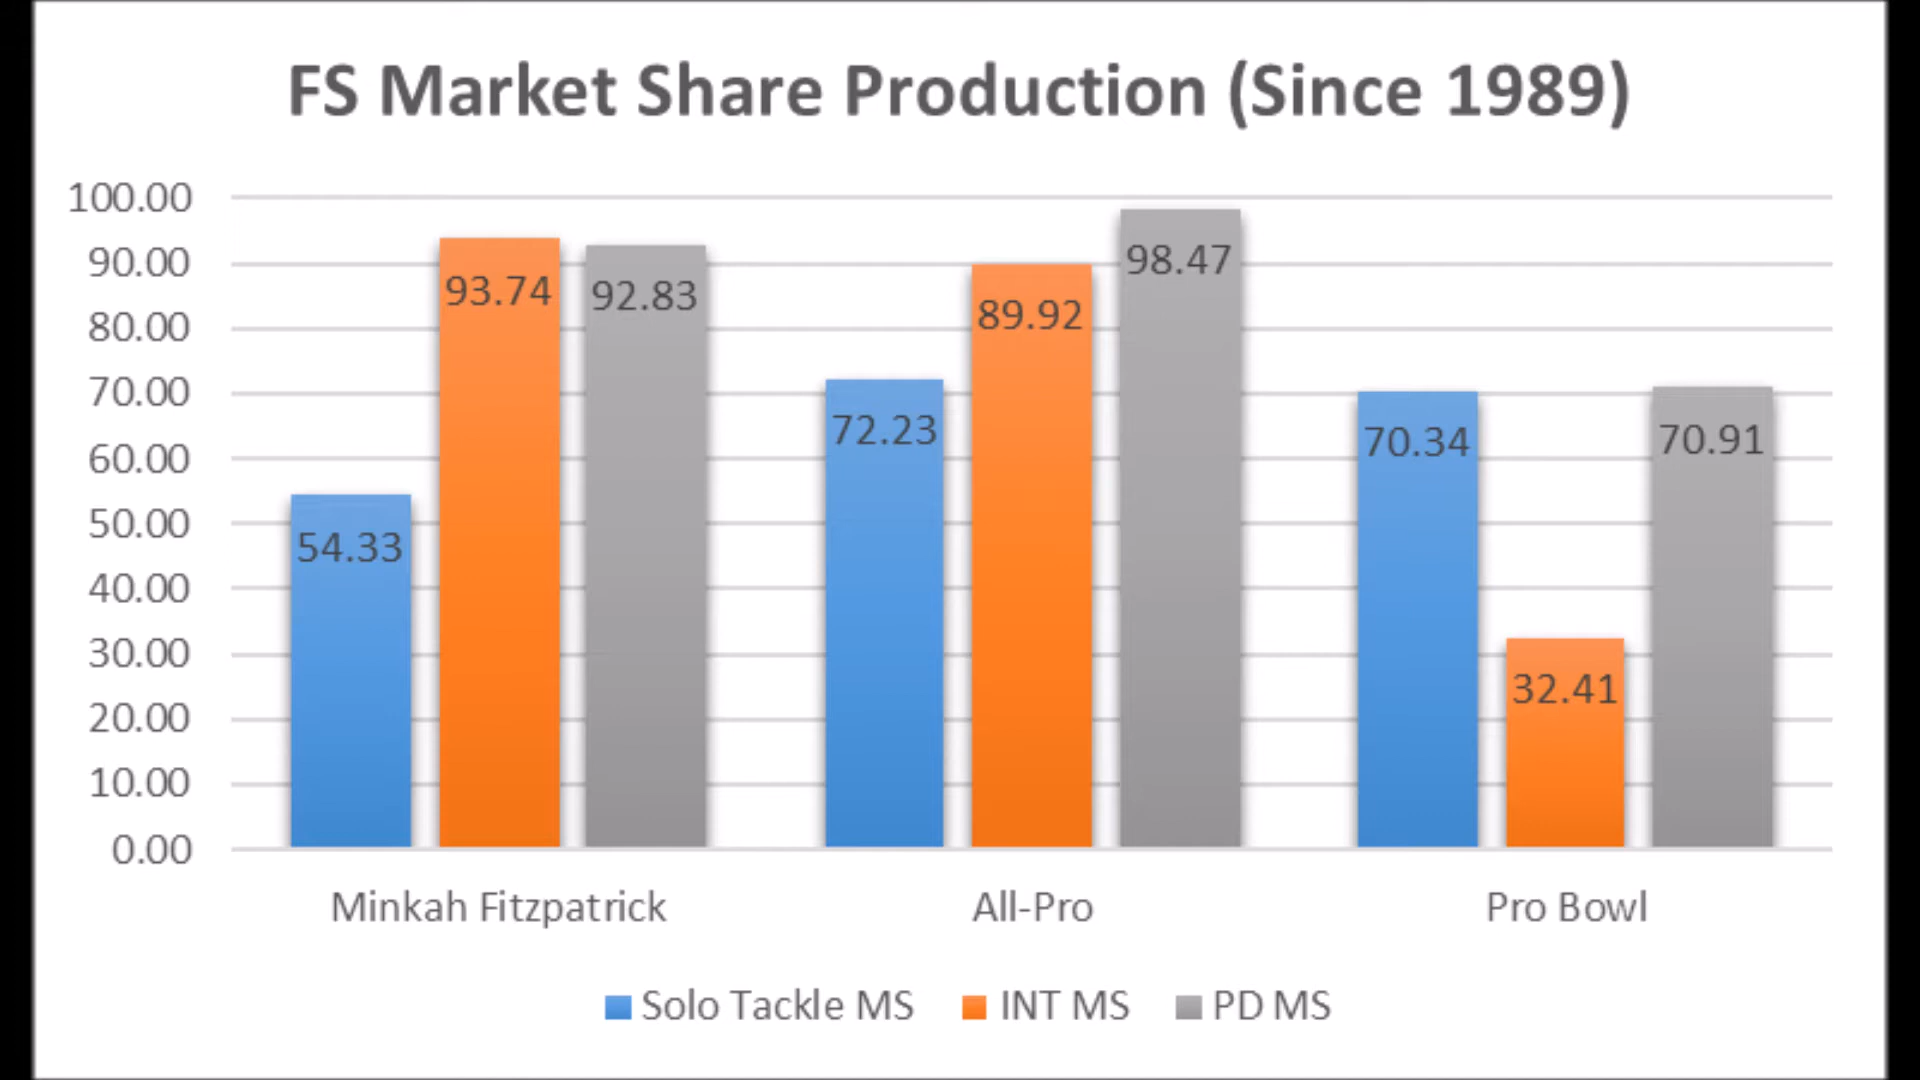 FS Market Share Production (Since 1989)
100.00
90.00
80.00
70.00
60.00
50.00
40.00
30.00
20.00
10.00
0.00
54.33
93.74
92.83
72.23
89.92
98.47
70.34
32.41
70.91
Minkah Fitzpatrick
All-Pro
Pro Bowl
Solo Tackle MS
INT MS
PD MS